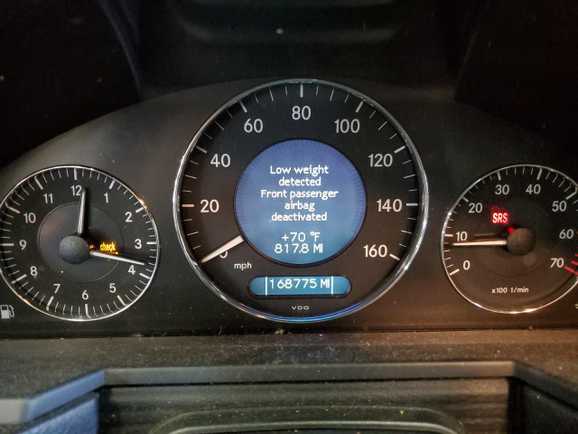 Low weight
detected
Front passenger
airbag
deactivated
+70 °F
817.8 MI
168775 MI
VDO
mph
0
20
40
60
80
100
120
140
160
12
1
2
3
4
5
6
7
8
9
10
11
check
SRS
0
10
20
30
40
50
60
70
x100 1/min